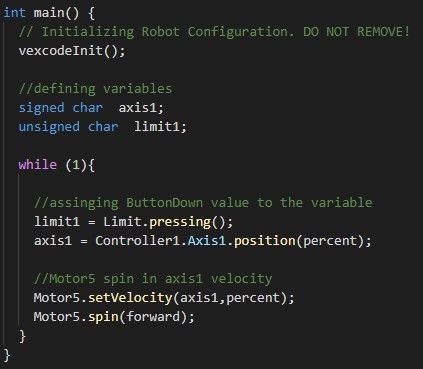 int main() {
// Initializing Robot Configuration. DO NOT REMOVE!
vexcodeInit();
//defining variables
signed char  axis1;
unsigned char  limit1;
while (1){
//assinging ButtonDown value to the variable
limit1 = Limit.pressing();
axis1 = Controller1.Axis1.position(percent);
//Motor5 spin in axis1 velocity
Motor5.setVelocity(axis1,percent);
Motor5.spin(forward);
}
}